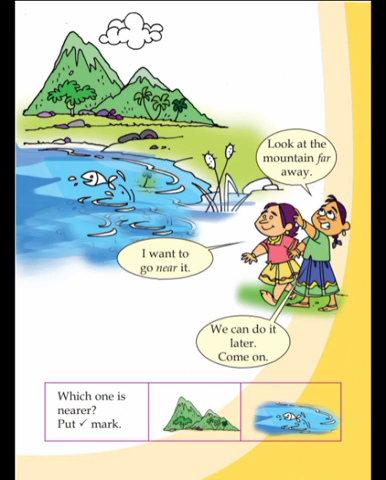 Look at the
mountain far
away.
I want to
go near it.
We can do it
later.
Come on.
Which one is
nearer?
Put ✓ mark.